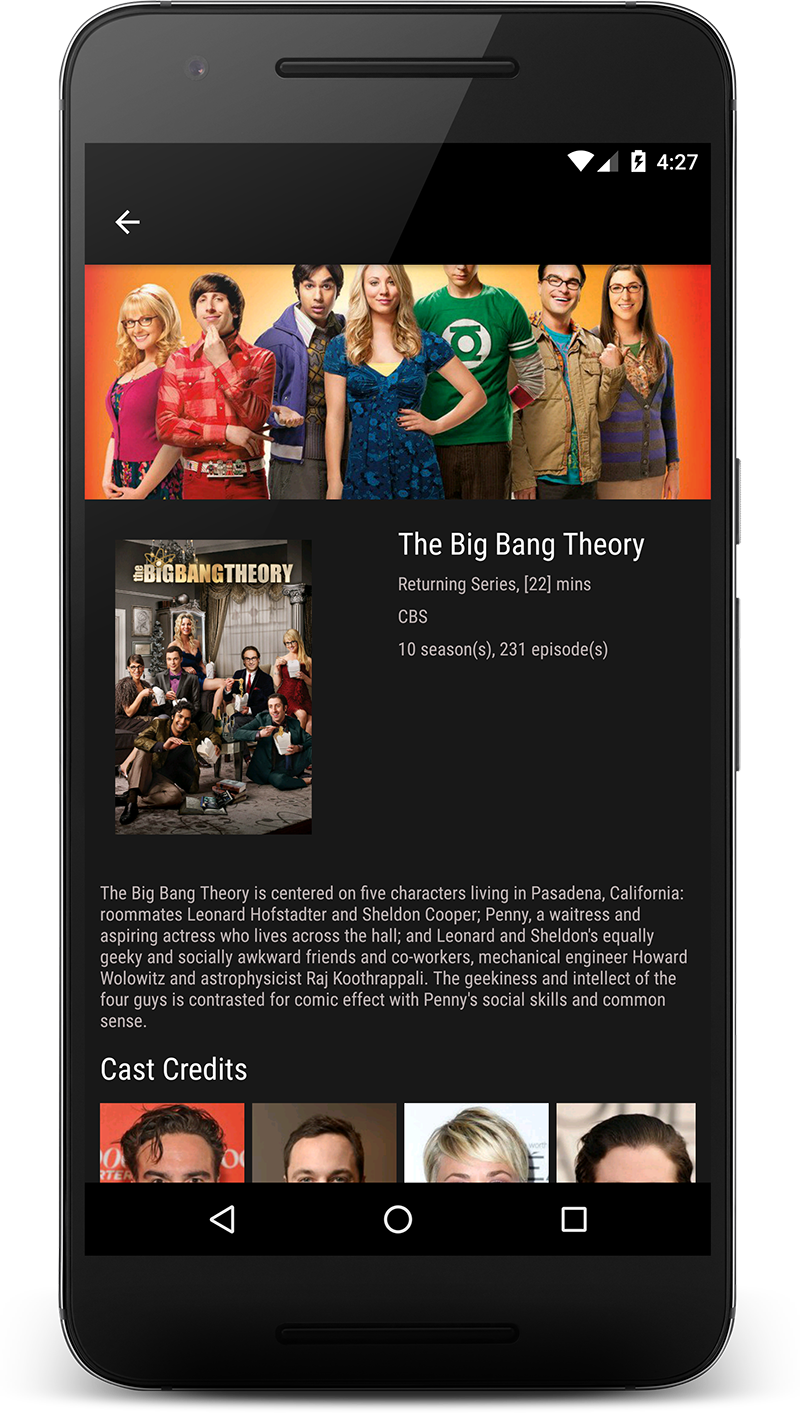 4:27
The Big Bang Theory
Returning Series, [22] mins
CBS
10 season(s), 231 episode(s)
the BIGBANGTHEORY
The Big Bang Theory is centered on five characters living in Pasadena, California:
roommates Leonard Hofstadter and Sheldon Cooper; Penny, a waitress and
aspiring actress who lives across the hall; and Leonard and Sheldon's equally
geeky and socially awkward friends and co-workers, mechanical engineer Howard
Wolowitz and astrophysicist Raj Koothrappali. The geekiness and intellect of the
four guys is contrasted for comic effect with Penny's social skills and common
sense.
Cast Credits